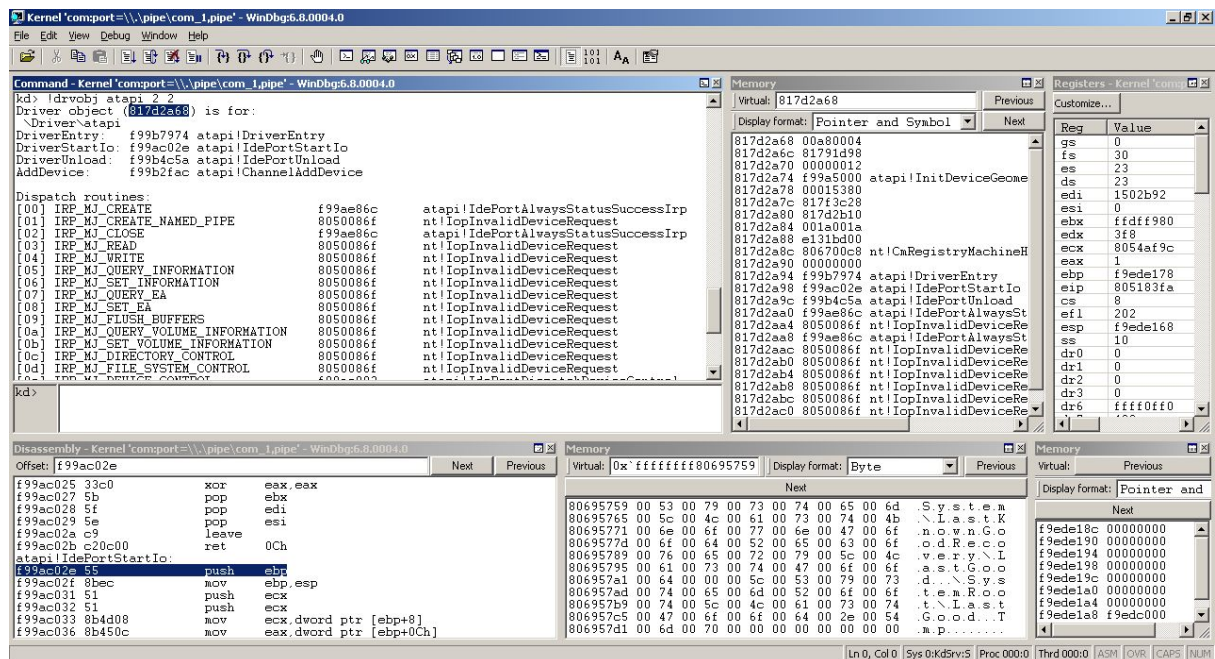 Kernel 'com:port=\\.\pipe\com_1,pipe' - WinDbg:6.8.0004.0
File Edit View Debug Window Help
Command - Kernel 'com:port=\\.\pipe\com_1,pipe' - WinDbg:6.8.0004.0
kd> !drvobj atapi 2 2
Driver object (817d2a68) is for:
\Driver\atapi
DriverEntry: f99b7974 atapi!DriverEntry
DriverStartIo: f99ac02e atapi!IdePortStartIo
DriverUnload: f99b4c5a atapi!IdePortUnload
AddDevice: f99b2fac atapi!ChannelAddDevice
Dispatch routines:
[00] IRP_MJ_CREATE f99ae86c atapi!IdePortAlwaysStatusSuccessIrp
[01] IRP_MJ_CREATE_NAMED_PIPE 8050086f nt!IopInvalidDeviceRequest
[02] IRP_MJ_CLOSE f99ae86c atapi!IdePortAlwaysStatusSuccessIrp
[03] IRP_MJ_READ 8050086f nt!IopInvalidDeviceRequest
[04] IRP_MJ_WRITE 8050086f nt!IopInvalidDeviceRequest
[05] IRP_MJ_QUERY_INFORMATION 8050086f nt!IopInvalidDeviceRequest
[06] IRP_MJ_SET_INFORMATION 8050086f nt!IopInvalidDeviceRequest
[07] IRP_MJ_QUERY_EA 8050086f nt!IopInvalidDeviceRequest
[08] IRP_MJ_SET_EA 8050086f nt!IopInvalidDeviceRequest
[09] IRP_MJ_FLUSH_BUFFERS 8050086f nt!IopInvalidDeviceRequest
[0a] IRP_MJ_QUERY_VOLUME_INFORMATION 8050086f nt!IopInvalidDeviceRequest
[0b] IRP_MJ_SET_VOLUME_INFORMATION 8050086f nt!IopInvalidDeviceRequest
[0c] IRP_MJ_DIRECTORY_CONTROL 8050086f nt!IopInvalidDeviceRequest
[0d] IRP_MJ_FILE_SYSTEM_CONTROL 8050086f nt!IopInvalidDeviceRequest
kd>
Memory
Virtual: 817d2a68 Previous
Display format: Pointer and Symbol Next
817d2a68 00a80004
817d2a6c 81791d98
817d2a70 00000012
817d2a74 f99a5000 atapi!InitDeviceGeome
817d2a78 00015380
817d2a7c 817f3c28
817d2a80 817d2b10
817d2a84 001a001a
817d2a88 e131bd00
817d2a8c 806700c8 nt!CmRegistryMachineH
817d2a90 00000000
817d2a94 f99b7974 atapi!DriverEntry
817d2a98 f99ac02e atapi!IdePortStartIo
817d2a9c f99b4c5a atapi!IdePortUnload
817d2aa0 f99ae86c atapi!IdePortAlwaysSt
817d2aa4 8050086f nt!IopInvalidDeviceRe
817d2aa8 f99ae86c atapi!IdePortAlwaysSt
817d2aac 8050086f nt!IopInvalidDeviceRe
817d2ab0 8050086f nt!IopInvalidDeviceRe
817d2ab4 8050086f nt!IopInvalidDeviceRe
817d2ab8 8050086f nt!IopInvalidDeviceRe
817d2abc 8050086f nt!IopInvalidDeviceRe
817d2ac0 8050086f nt!IopInvalidDeviceRe
Registers - Kernel 'com:p
Customize...
Reg Value
gs 0
fs 30
es 23
ds 23
edi 1502b92
esi 0
ebx ffdff980
edx 3f8
ecx 8054af9c
eax 1
ebp f9ede178
eip 805183fa
cs 8
efl 202
esp f9ede168
ss 10
dr0 0
dr1 0
dr2 0
dr3 0
dr6 ffff0ff0
Disassembly - Kernel 'com:port=\\.\pipe\com_1,pipe' - WinDbg:6.8.0004.0
Offset: f99ac02e Next Previous
f99ac025 33c0 xor eax,eax
f99ac027 5b pop ebx
f99ac028 5f pop edi
f99ac029 5e pop esi
f99ac02a c9 leave
f99ac02b c20c00 ret 0Ch
atapi!IdePortStartIo:
f99ac02e 55 push ebp
f99ac02f 8bec mov ebp,esp
f99ac031 51 push ecx
f99ac032 51 push ecx
f99ac033 8b4d08 mov ecx,dword ptr [ebp+8]
f99ac036 8b450c mov eax,dword ptr [ebp+0Ch]
Memory
Virtual: 0x`ffffffff80695759 Display format: Byte Previous
Next
80695759 00 53 00 79 00 73 00 74 00 65 00 6d .S.y.s.t.e.m
80695765 00 5c 00 4c 00 61 00 73 00 74 00 4b .\.L.a.s.t.K
80695771 00 6e 00 6f 00 77 00 6e 00 47 00 6f .n.o.w.n.G.o
8069577d 00 6f 00 64 00 52 00 65 00 63 00 6f .o.d.R.e.c.o
80695789 00 76 00 65 00 72 00 79 00 5c 00 4c .v.e.r.y.\.L
80695795 00 61 00 73 00 74 00 47 00 6f 00 6f .a.s.t.G.o.o
806957a1 00 64 00 00 00 5c 00 53 00 79 00 73 .d...\.S.y.s
806957ad 00 74 00 65 00 6d 00 52 00 6f 00 6f .t.e.m.R.o.o
806957b9 00 74 00 5c 00 4c 00 61 00 73 00 74 .t.\.L.a.s.t
806957c5 00 47 00 6f 00 6f 00 64 00 2e 00 54 .G.o.o.d...T
806957d1 00 6d 00 70 00 00 00 00 00 00 00 00 .m.p........
Memory
Virtual: Previous
Display format: Pointer and
Next
f9ede18c 00000000
f9ede190 00000000
f9ede194 00000000
f9ede198 00000000
f9ede19c 00000000
f9ede1a0 00000000
f9ede1a4 00000000
f9ede1a8 f9edc000
Ln 0, Col 0 Sys 0:KdSrv:S Proc 000:0 Thrd 000:0 ASM OVR CAPS NUM